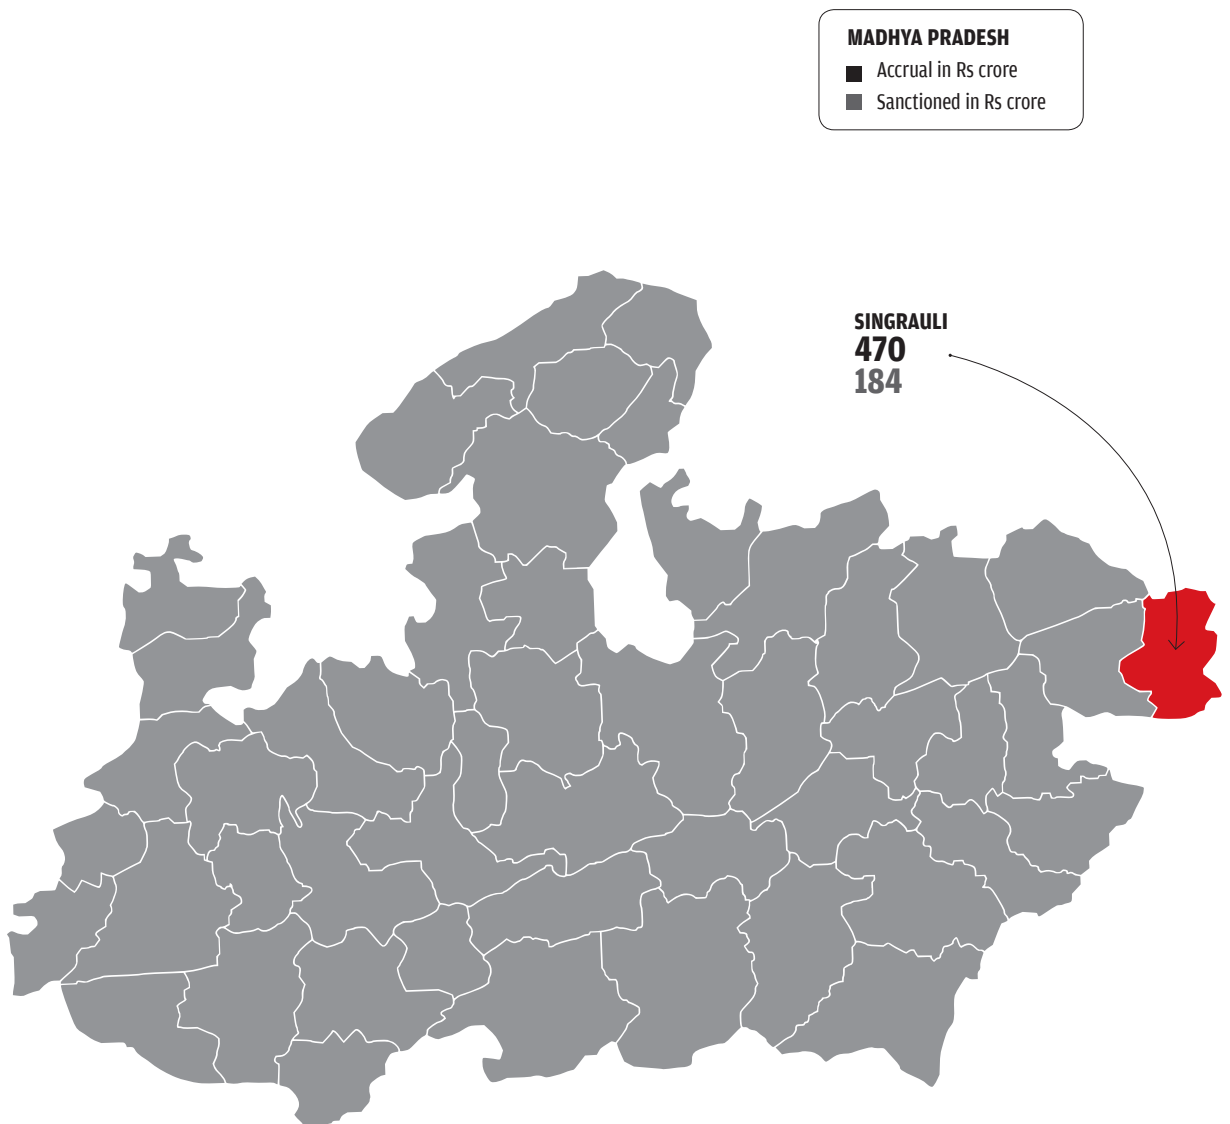 MADHYA PRADESH
Accrual in Rs crore
Sanctioned in Rs crore
SINGRAULI
470
184